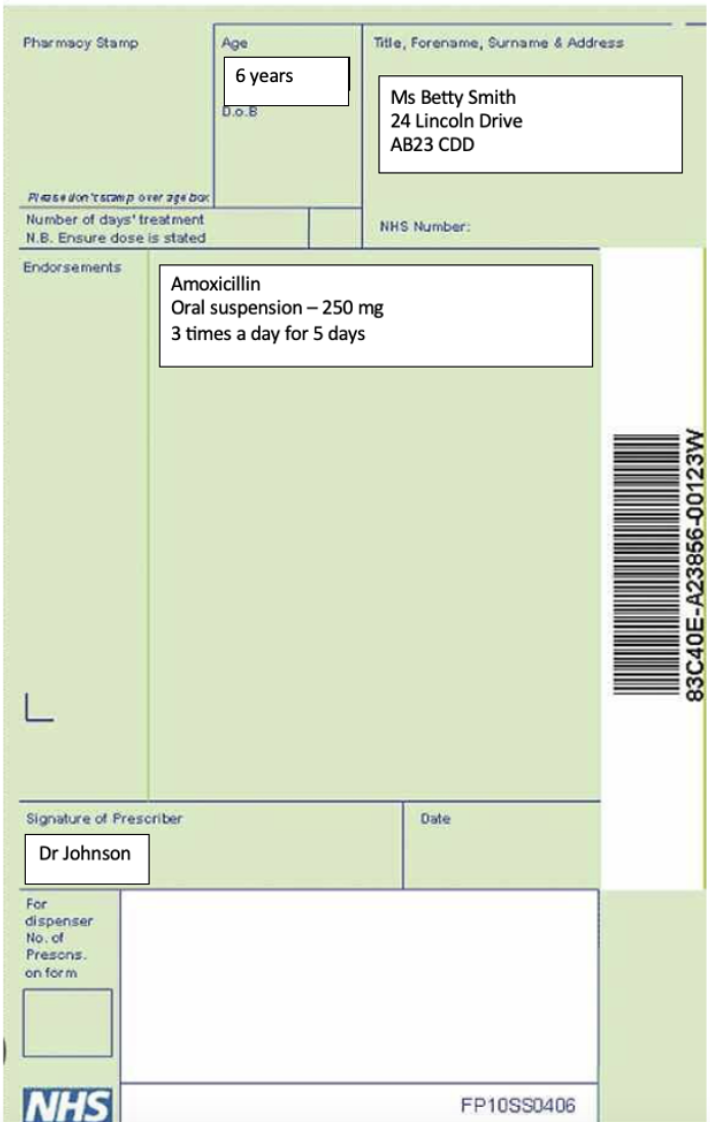 Pharmacy Stamp
Age
Title, Forename, Surname & Address
6 years
D.o.B
Ms Betty Smith
24 Lincoln Drive
AB23 CDD
Please don't stamp over age box
Number of days' treatment
N.B. Ensure dose is stated
NHS Number:
Endorsements
Amoxicillin
Oral suspension – 250 mg
3 times a day for 5 days
83C40E-A23856-00123W
Signature of Prescriber
Date
Dr Johnson
For
dispenser
No. of
Prescns.
on form
NHS
FP10SS0406